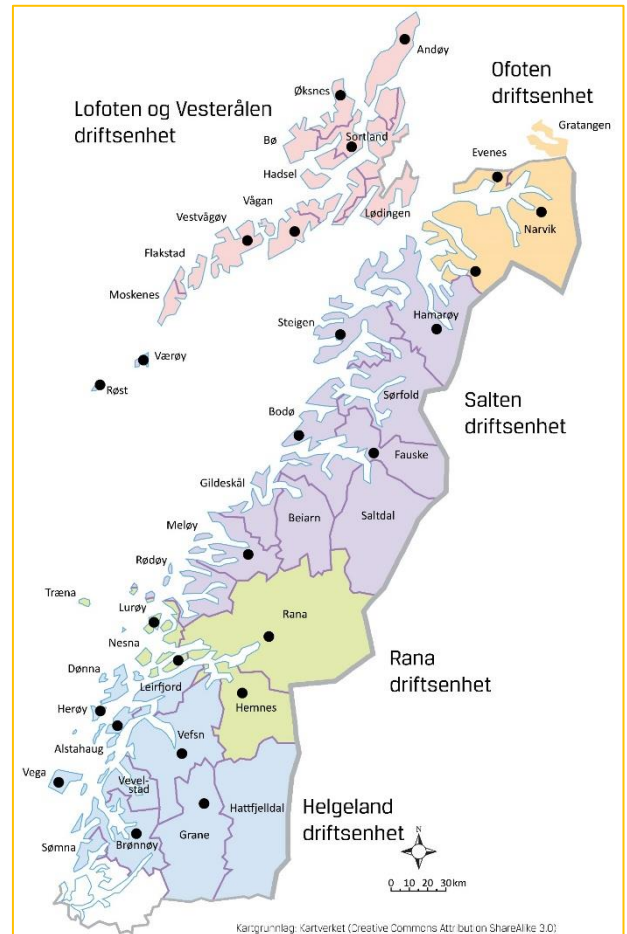 Andøy
Ofoten
driftsenhet
Øksnes
Lofoten og Vesterålen
driftsenhet
Gratangen
Bø
Sortland
Evenes
Hadsel
Vågan
Lødingen
Narvik
Vestvågøy
Flakstad
Moskenes
Steigen
Hamarøy
Værøy
Røst
Sørfold
Salten
driftsenhet
Bodø
Fauske
Gildeskål
Beiarn
Saltdal
Meløy
Rødøy
Træna
Lurøy
Rana
Nesna
Rana
driftsenhet
Dønna
Leirfjord
Herøy
Hemnes
Alstahaug
Vefsn
Vega
Vevel-
stad
Hattfjelldal
Helgeland
driftsenhet
Sømna
Brønnøy
Grane
N
0 10 20 30km
Kartgrunnlag: Kartverket (Creative Commons Attribution ShareAlike 3.0)